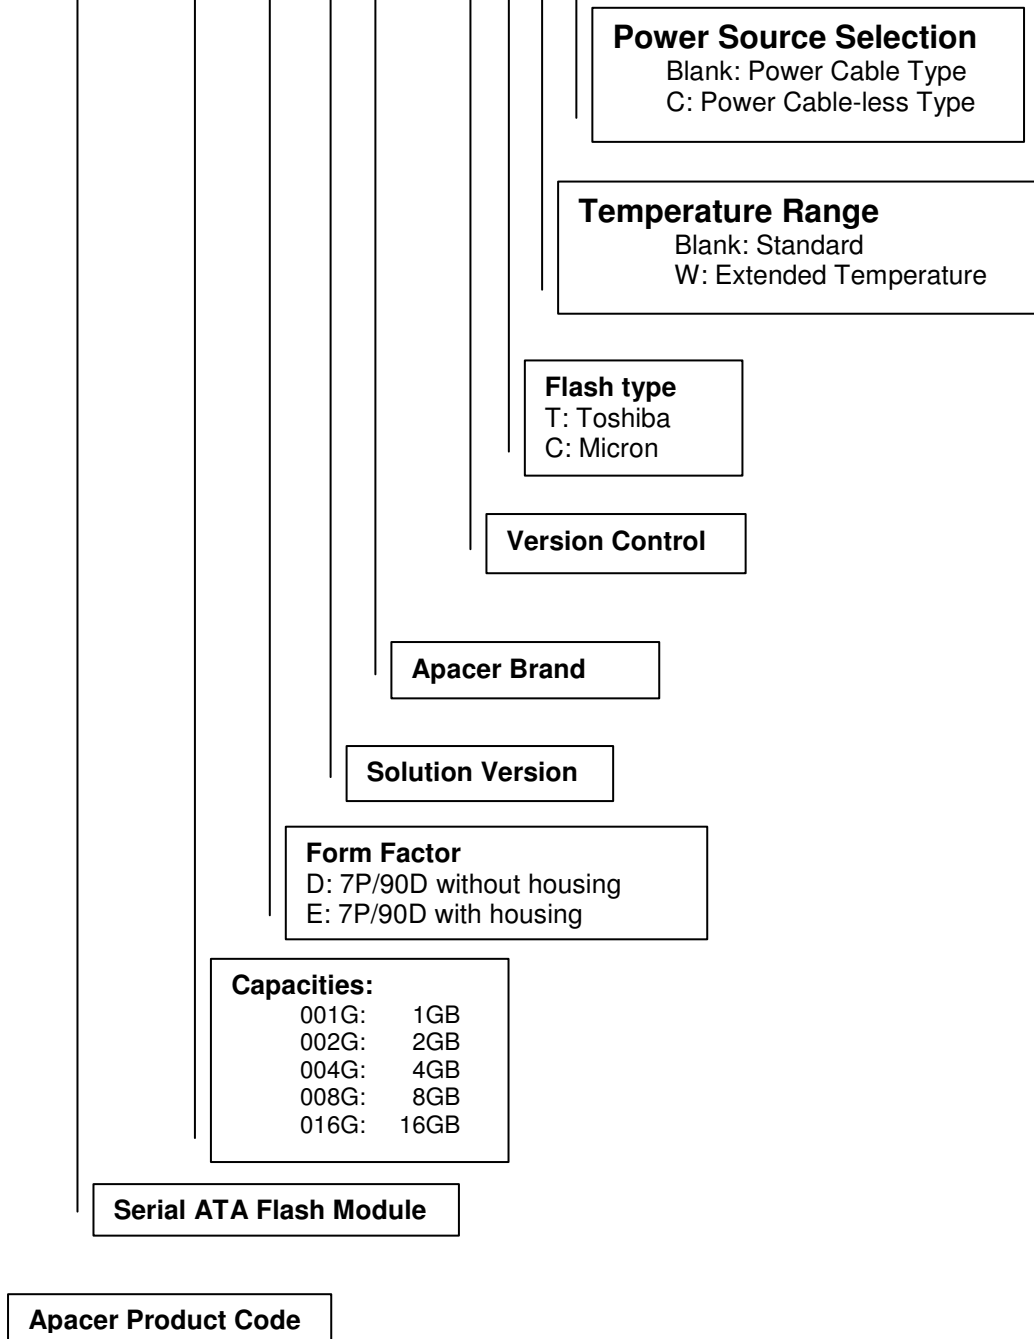 Power Source Selection
Blank: Power Cable Type
C: Power Cable-less Type
Temperature Range
Blank: Standard
W: Extended Temperature
Flash type
T: Toshiba
C: Micron
Version Control
Apacer Brand
Solution Version
Form Factor
D: 7P/90D without housing
E: 7P/90D with housing
Capacities:
001G: 1GB
002G: 2GB
004G: 4GB
008G: 8GB
016G: 16GB
Serial ATA Flash Module
Apacer Product Code